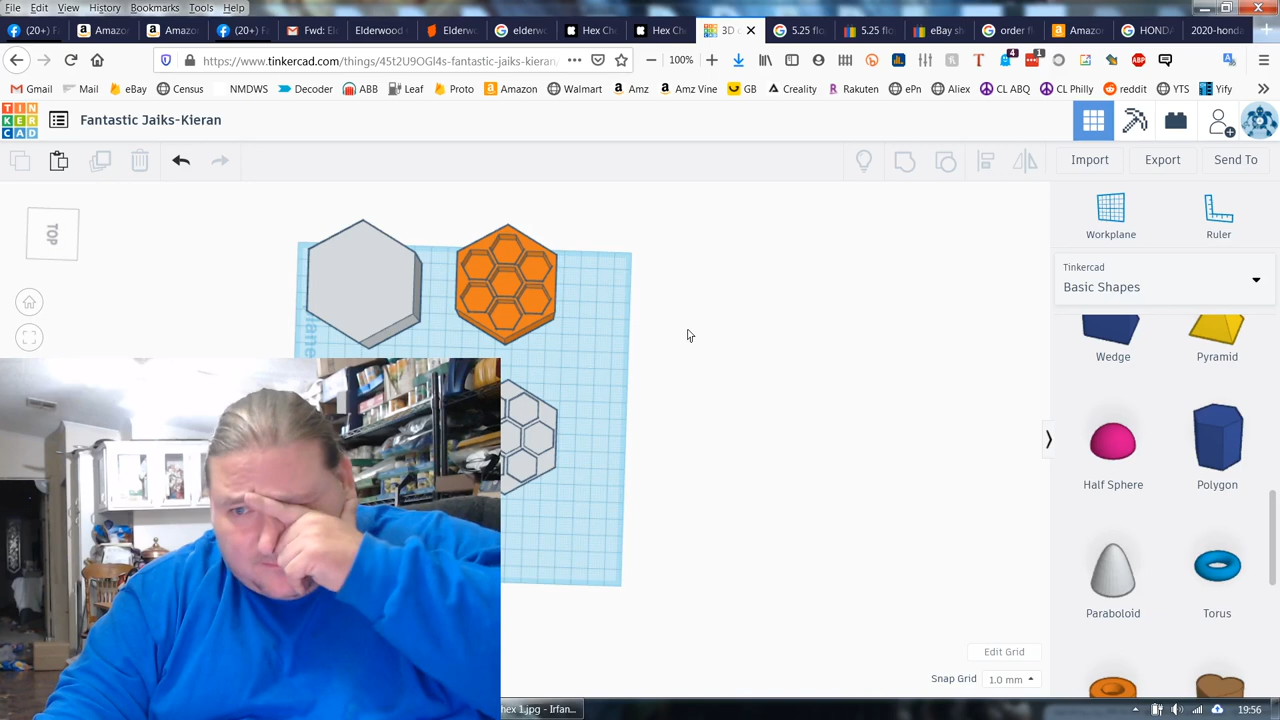 File Edit View History Bookmarks Tools Help
(20+) F
Amazo
Amazo
(20+) F
Fwd: El
Elderwood
Elderw
elderw
Hex Ch
Hex Ch
3D
5.25 flo
5.25 flo
eBay sh
order f
Amazo
HOND
2020-honda
https://www.tinkercad.com/things/45t2U9OGl4s-fantastic-jaiks-kieran/
100%
4
1
ABP
Gmail Mail eBay Census NMDWS Decoder ABB Leaf Proto Amazon Walmart Amz Amz Vine GB Creality Rakuten ePn Aliex CL ABQ CL Philly reddit YTS Yify
TIN
KER
CAD
Fantastic Jaiks-Kieran
Import Export Send To
TOP
Workplane Ruler
Tinkercad
Basic Shapes
Wedge Pyramid
Half Sphere Polygon
Paraboloid Torus
Edit Grid
Snap Grid 1.0 mm
hex 1.jpg - Irfan...
19:56